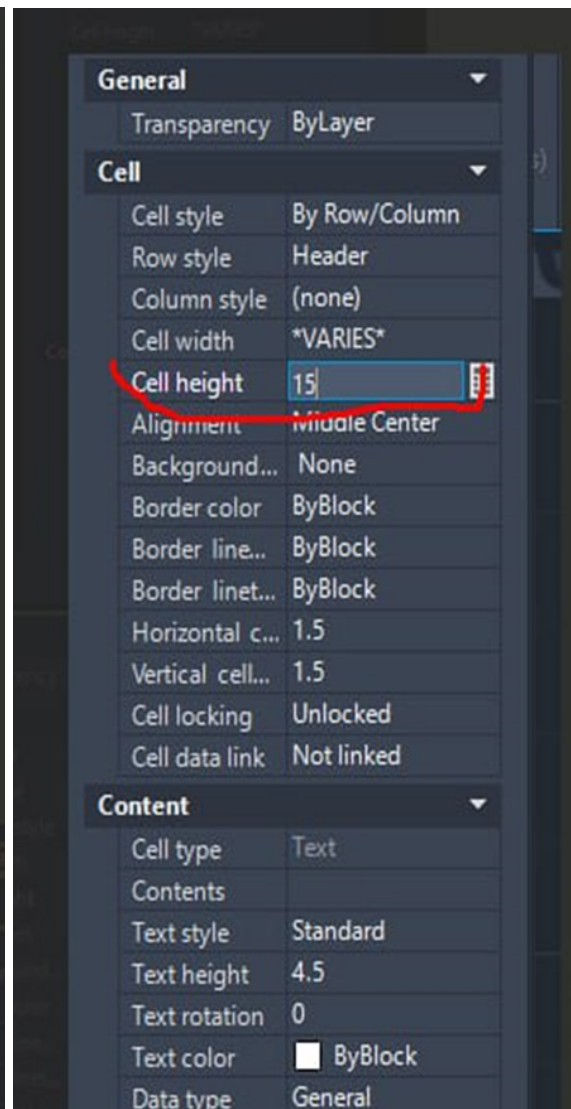 General
Transparency ByLayer
Cell
Cell style By Row/Column
Row style Header
Column style (none)
Cell width *VARIES*
Cell height 15
Alignment Middle Center
Background... None
Border color ByBlock
Border line... ByBlock
Border linet... ByBlock
Horizontal c... 1.5
Vertical cell... 1.5
Cell locking Unlocked
Cell data link Not linked
Content
Cell type Text
Contents
Text style Standard
Text height 4.5
Text rotation 0
Text color ByBlock
Data type General